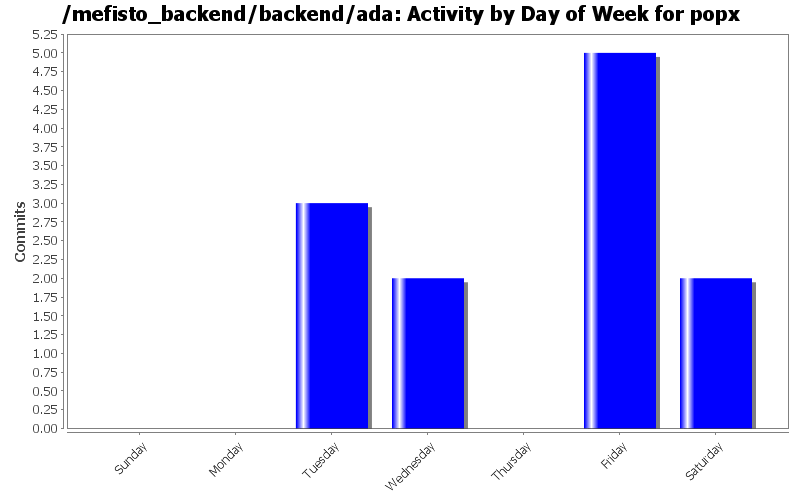 /mefisto_backend/backend/ada: Activity by Day of Week for popx
5.25
5.00
4.75
4.50
4.25
4.00
3.75
3.50
3.25
3.00
2.75
2.50
2.25
2.00
1.75
1.50
1.25
1.00
0.75
0.50
0.25
0.00
Commits
Sunday
Monday
Tuesday
Wednesday
Thursday
Friday
Saturday